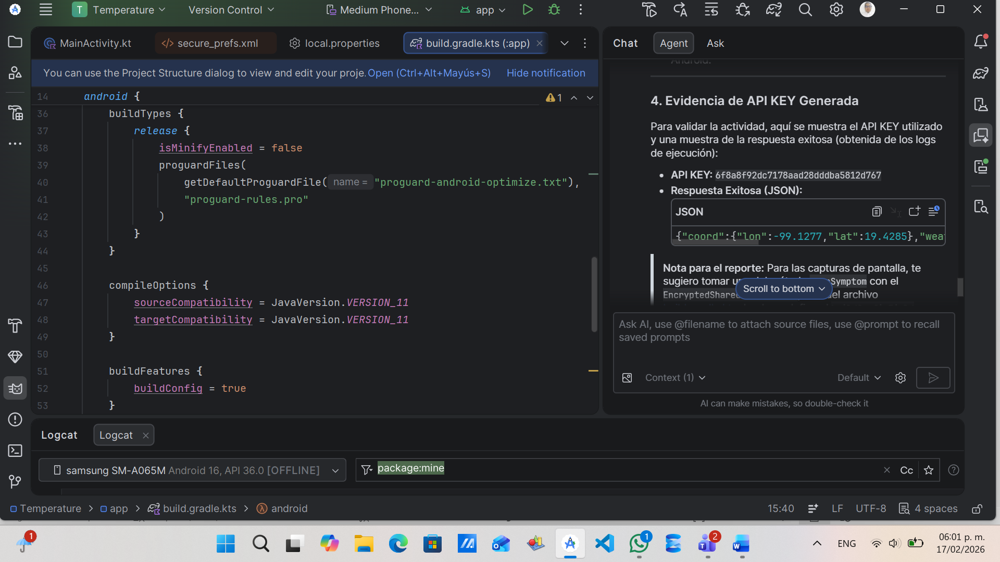 T Temperature Version Control Medium Phone... app
MainActivity.kt secure_prefs.xml local.properties build.gradle.kts (:app)
You can use the Project Structure dialog to view and edit your proje. Open (Ctrl+Alt+Mayús+S) Hide notification
14 android { 1
36 buildTypes {
37 release {
38 isMinifyEnabled = false
39 proguardFiles(
40 getDefaultProguardFile( name = "proguard-android-optimize.txt"),
41 "proguard-rules.pro"
42 )
43 }
44 }
45
46 compileOptions {
47 sourceCompatibility = JavaVersion.VERSION_11
48 targetCompatibility = JavaVersion.VERSION_11
49 }
50
51 buildFeatures {
52 buildConfig = true
53 }
Chat Agent Ask
Android.
4. Evidencia de API KEY Generada
Para validar la actividad, aquí se muestra el API KEY utilizado
y una muestra de la respuesta exitosa (obtenida de los logs
de ejecución):
• API KEY: 6f8a8f92dc7178aad28dddba5812d767
• Respuesta Exitosa (JSON):
JSON
{"coord":{"lon":-99.1277,"lat":19.4285},"wea
Nota para el reporte: Para las capturas de pantalla, te
sugiero tomar Symptom con el
EncryptedShare del archivo
Scroll to bottom
Ask AI, use @filename to attach source files, use @prompt to recall
saved prompts
Context (1) Default
AI can make mistakes, so double-check it
Logcat Logcat
samsung SM-A065M Android 16, API 36.0 [OFFLINE] package:mine Cc ?
Temperature > app > build.gradle.kts > android 15:40 LF UTF-8 4 spaces
1 1 2 ENG 06:01 p. m.
17/02/2026